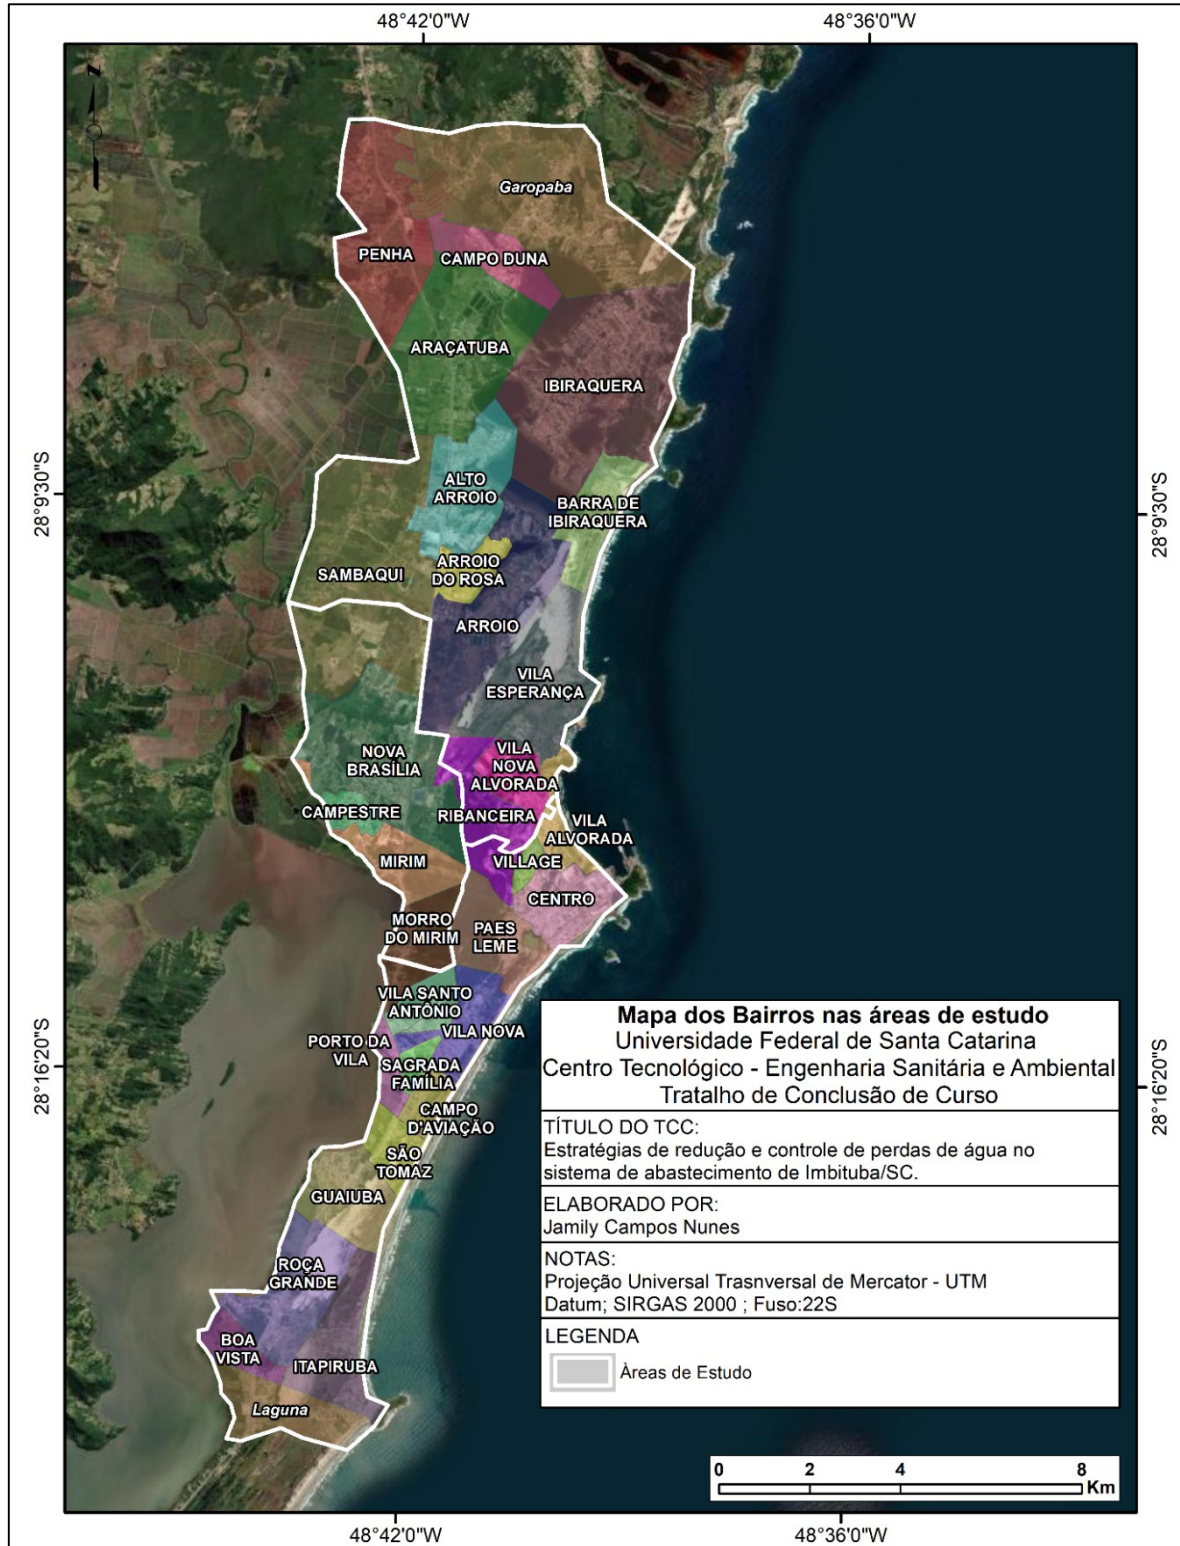 48°42'0"W
48°36'0"W
N
Garopaba
PENHA
CAMPO DUNA
ARAÇATUBA
IBIRAQUERA
28°9'30"S
28°9'30"S
ALTO
ARROIO
BARRA DE
IBIRAQUERA
ARROIO
DO ROSA
SAMBAQUI
ARROIO
VILA
ESPERANÇA
NOVA
BRASÍLIA
VILA
NOVA
ALVORADA
CAMPESTRE
RIBANCEIRA
VILA
ALVORADA
MIRIM
VILLAGE
CENTRO
MORRO
DO MIRIM
PAES
LEME
VILA SANTO
ANTÔNIO
VILA NOVA
PORTO DA
VILA
SAGRADA
FAMÍLIA
28°16'20"S
28°16'20"S
CAMPO
D'AVIAÇÃO
SÃO
TOMÁZ
GUAIUBA
ROÇA
GRANDE
BOA
VISTA
ITAPIRUBA
Laguna
Mapa dos Bairros nas áreas de estudo
Universidade Federal de Santa Catarina
Centro Tecnológico - Engenharia Sanitária e Ambiental
Tratalho de Conclusão de Curso
TÍTULO DO TCC:
Estratégias de redução e controle de perdas de água no
sistema de abastecimento de Imbituba/SC.
ELABORADO POR:
Jamily Campos Nunes
NOTAS:
Projeção Universal Trasnversal de Mercator - UTM
Datum; SIRGAS 2000 ; Fuso:22S
LEGENDA
Àreas de Estudo
0 2 4 8
Km
48°42'0"W
48°36'0"W